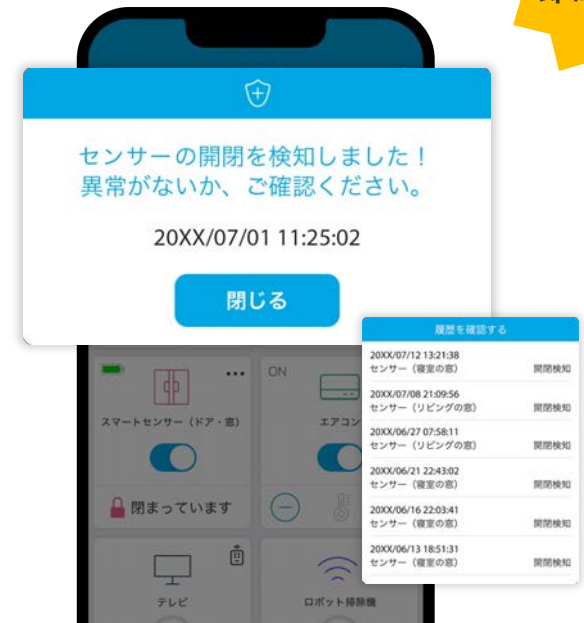 センサーの開閉を検知しました！
異常がないか、ご確認ください。
20XX/07/01 11:25:02
閉じる
履歴を確認する
20XX/07/12 13:21:38
センサー（寝室の窓） 開閉検知
20XX/07/08 21:09:56
センサー（リビングの窓） 開閉検知
20XX/06/27 07:58:11
センサー（リビングの窓） 開閉検知
20XX/06/21 22:43:02
センサー（寝室の窓） 開閉検知
20XX/06/16 22:03:41
センサー（寝室の窓） 開閉検知
20XX/06/13 18:51:31
センサー（寝室の窓） 開閉検知
ON
スマートセンサー（ドア・窓）
エアコン
閉まっています
テレビ
ロボット掃除機